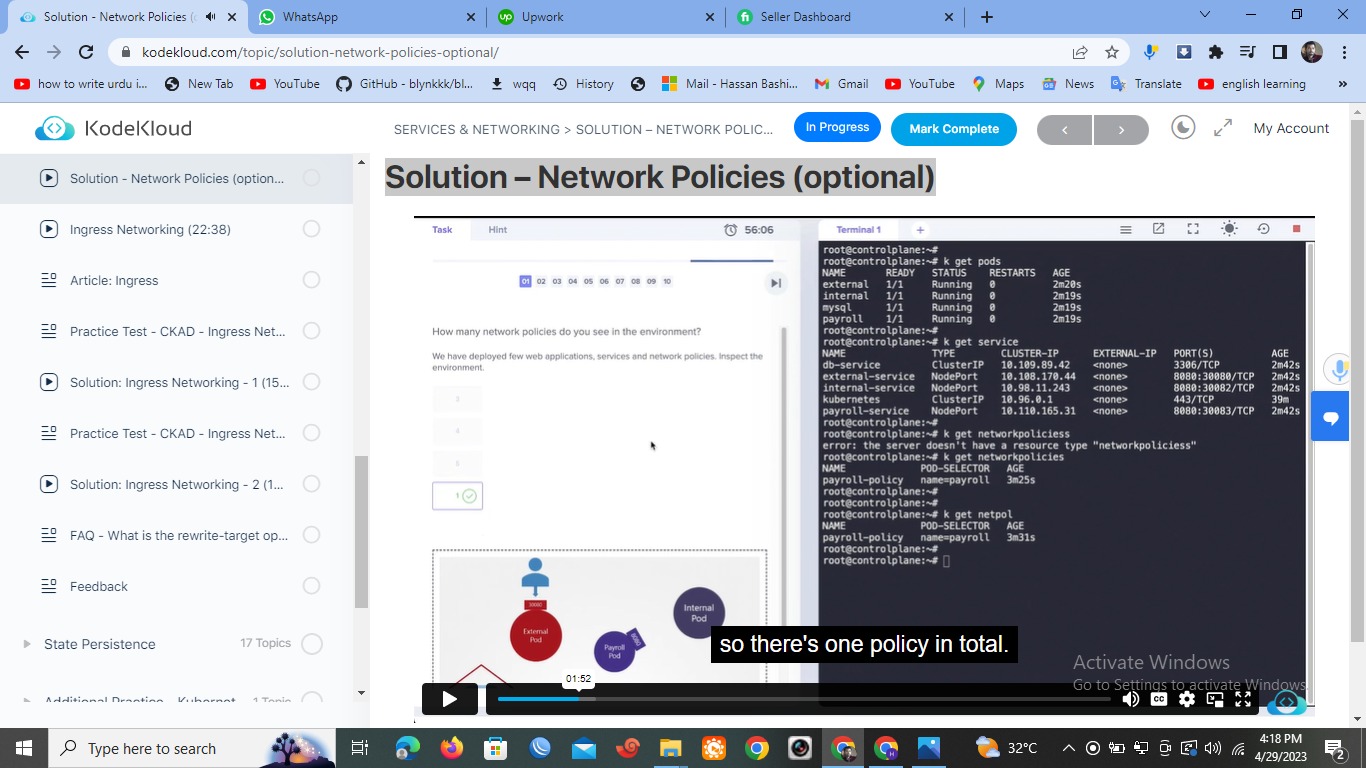 Solution - Network Policies (
WhatsApp
Upwork
Seller Dashboard
kodekloud.com/topic/solution-network-policies-optional/
how to write urdu i...
New Tab
YouTube
GitHub - blynkkk/bl...
wqq
History
Mail - Hassan Bashi...
Gmail
YouTube
Maps
News
Translate
english learning
»
KodeKloud
SERVICES & NETWORKING > SOLUTION – NETWORK POLIC...
In Progress
Mark Complete
My Account
Solution - Network Policies (option...
Ingress Networking (22:38)
Article: Ingress
Practice Test - CKAD - Ingress Net...
Solution: Ingress Networking - 1 (15...
Practice Test - CKAD - Ingress Net...
Solution: Ingress Networking - 2 (1...
FAQ - What is the rewrite-target op...
Feedback
State Persistence 17 Topics
Additional Practice - Kubernet... 1 Topic
Solution – Network Policies (optional)
Task Hint 56:06
01 02 03 04 05 06 07 08 09 10
How many network policies do you see in the environment?
We have deployed few web applications, services and network policies. Inspect the
environment.
1
30080
External
Pod
Payroll
Pod
8080
Internal
Pod
Terminal 1 +
root@controlplane:~#
root@controlplane:~# k get pods
NAME READY STATUS RESTARTS AGE
external 1/1 Running 0 2m20s
internal 1/1 Running 0 2m19s
mysql 1/1 Running 0 2m19s
payroll 1/1 Running 0 2m19s
root@controlplane:~#
root@controlplane:~# k get service
NAME TYPE CLUSTER-IP EXTERNAL-IP PORT(S) AGE
db-service ClusterIP 10.109.89.42 <none> 3306/TCP 2m42s
external-service NodePort 10.108.170.44 <none> 8080:30080/TCP 2m42s
internal-service NodePort 10.98.11.243 <none> 8080:30082/TCP 2m42s
kubernetes ClusterIP 10.96.0.1 <none> 443/TCP 39m
payroll-service NodePort 10.110.165.31 <none> 8080:30083/TCP 2m42s
root@controlplane:~#
root@controlplane:~# k get networkpoliciess
error: the server doesn't have a resource type "networkpoliciess"
root@controlplane:~# k get networkpolicies
NAME POD-SELECTOR AGE
payroll-policy name=payroll 3m25s
root@controlplane:~#
root@controlplane:~#
root@controlplane:~# k get netpol
NAME POD-SELECTOR AGE
payroll-policy name=payroll 3m31s
root@controlplane:~#
root@controlplane:~#
so there's one policy in total.
01:52
CC
Activate Windows
Go to Settings to activate Windows.
Type here to search
32°C
4:18 PM
4/29/2023
2